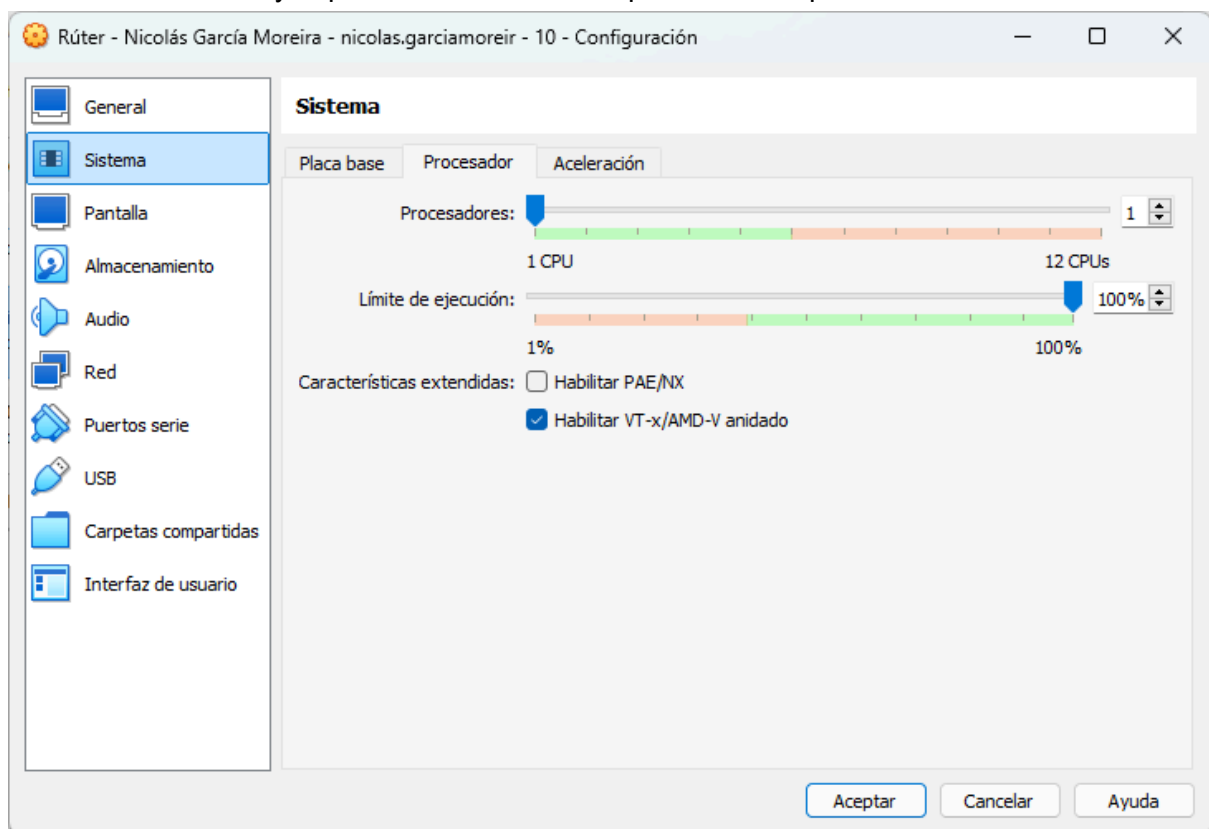 Rúter - Nicolás García Moreira - nicolas.garciamoreir - 10 - Configuración
General
Sistema
Pantalla
Almacenamiento
Audio
Red
Puertos serie
USB
Carpetas compartidas
Interfaz de usuario
Sistema
Placa base Procesador Aceleración
Procesadores: 1
1 CPU 12 CPUs
Límite de ejecución: 100%
1% 100%
Características extendidas: Habilitar PAE/NX
Habilitar VT-x/AMD-V anidado
Aceptar Cancelar Ayuda